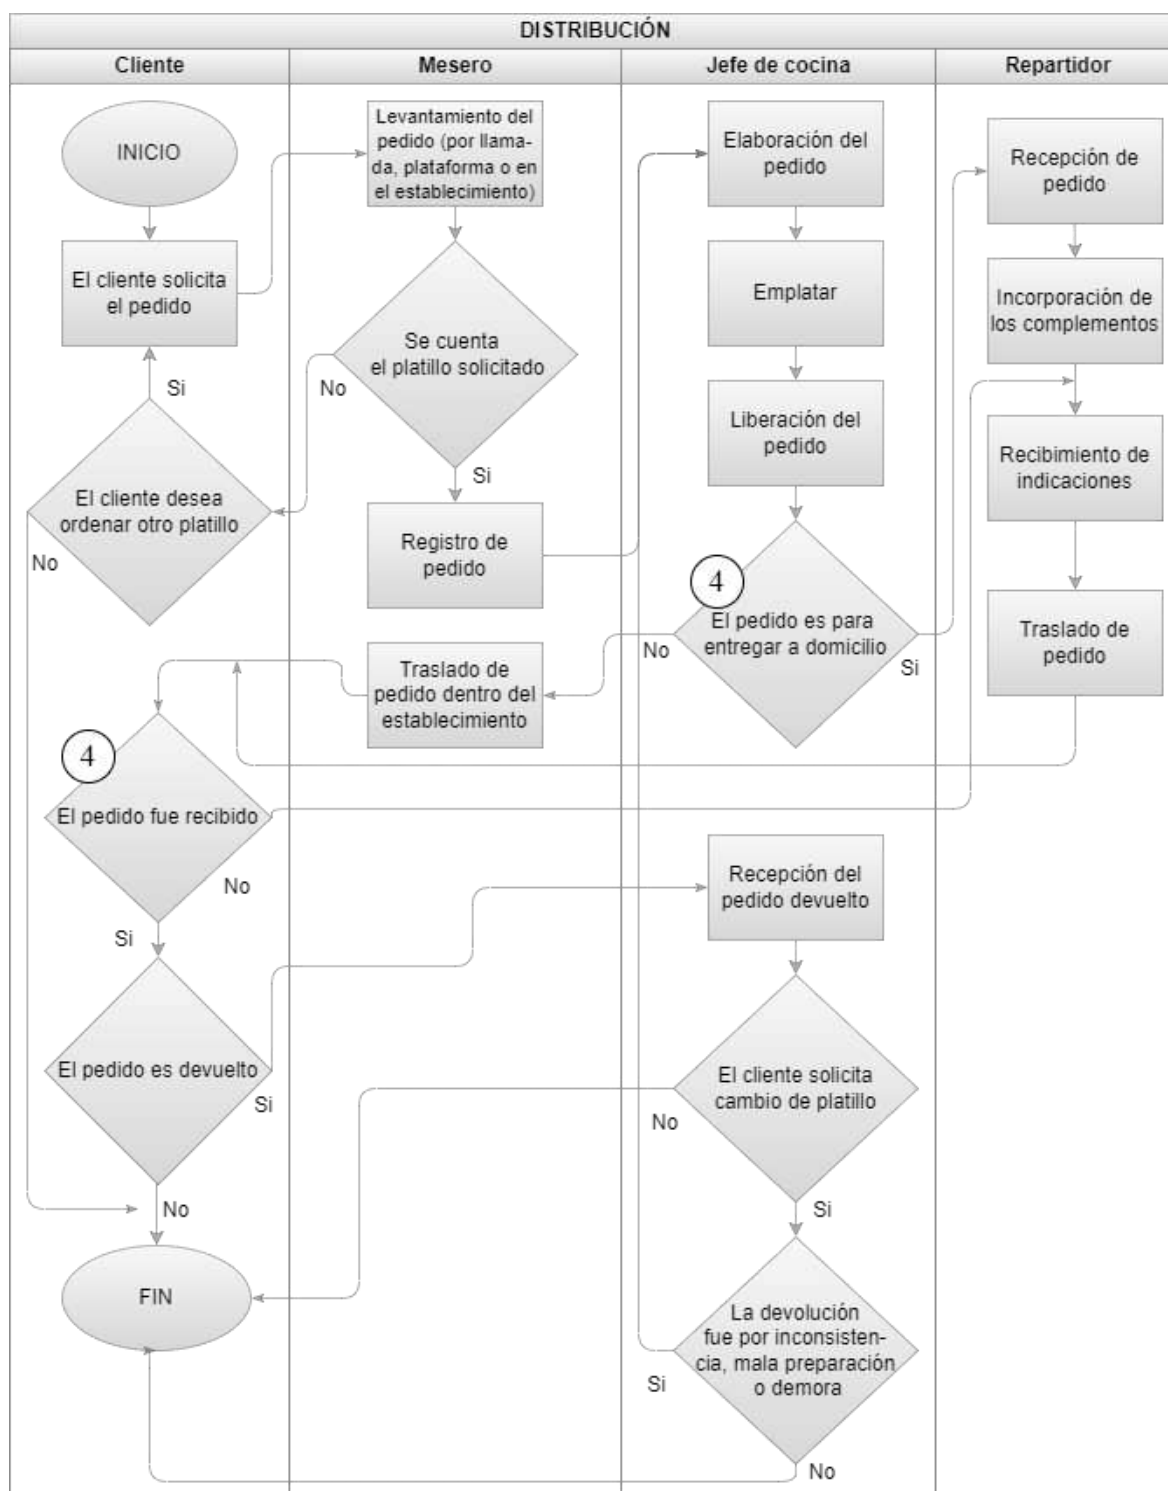 DISTRIBUCIÓN
Cliente
Mesero
Jefe de cocina
Repartidor
INICIO
El cliente solicita
el pedido
Si
El cliente desea
ordenar otro platillo
No
Levantamiento del
pedido (por llama-
da, plataforma o en
el establecimiento)
Se cuenta
el platillo solicitado
No
Si
Registro de
pedido
Traslado de
pedido dentro del
establecimiento
Elaboración del
pedido
Emplatar
Liberación del
pedido
4
El pedido es para
entregar a domicilio
No
Si
Recepción de
pedido
Incorporación de
los complementos
Recibimiento de
indicaciones
Traslado de
pedido
4
El pedido fue recibido
No
Si
El pedido es devuelto
Si
No
FIN
Recepción del
pedido devuelto
El cliente solicita
cambio de platillo
No
Si
La devolución
fue por inconsisten-
cia, mala preparación
o demora
Si
No